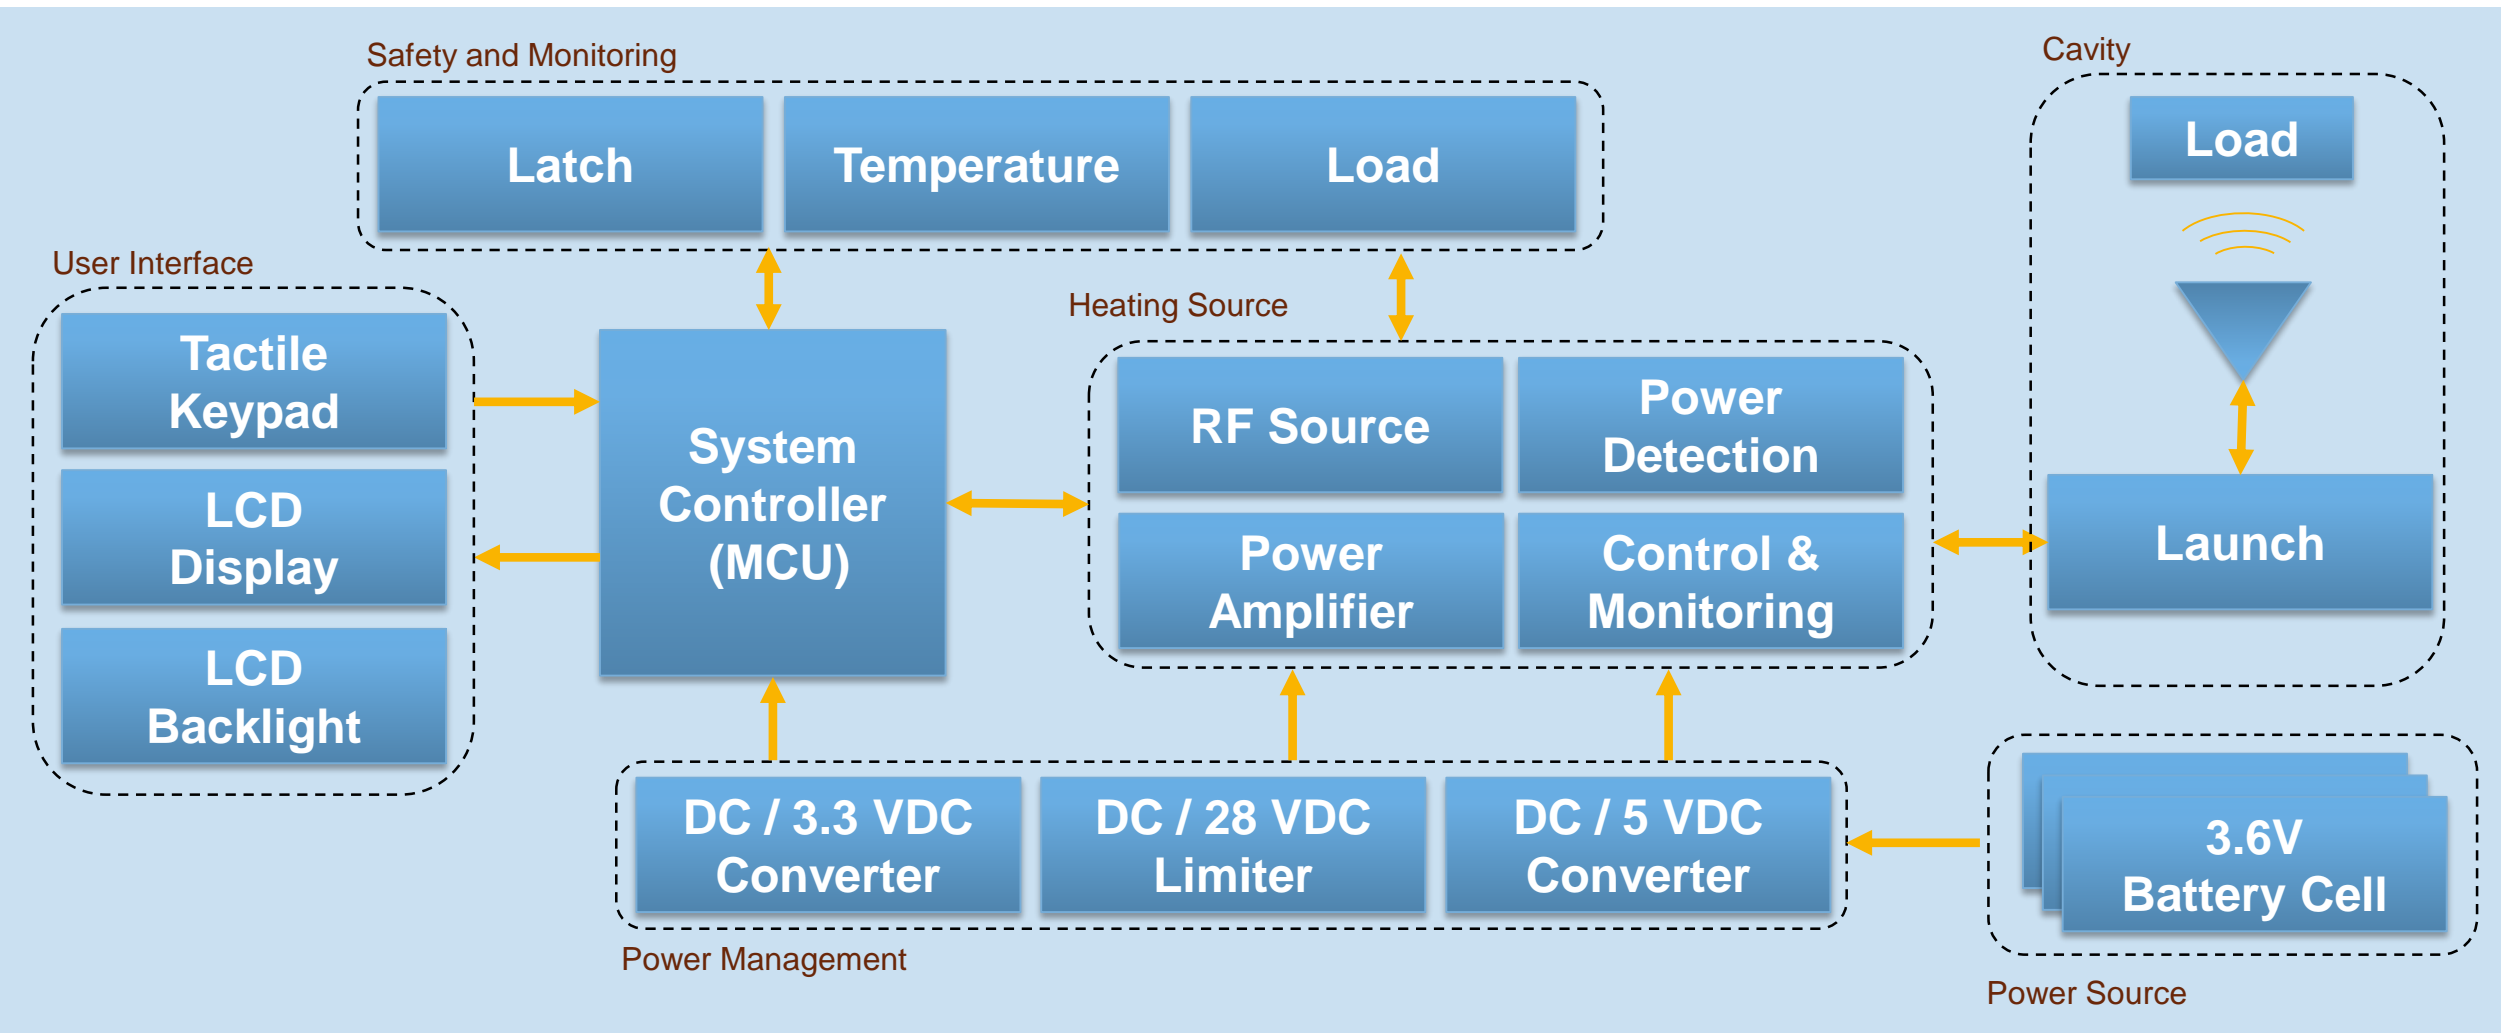 Safety and Monitoring
Latch
Temperature
Load
Cavity
Load
User Interface
Tactile
Keypad
LCD
Display
LCD
Backlight
System
Controller
(MCU)
Heating Source
RF Source
Power
Detection
Power
Amplifier
Control &
Monitoring
Launch
DC / 3.3 VDC
Converter
DC / 28 VDC
Limiter
DC / 5 VDC
Converter
Power Management
3.6V
Battery Cell
Power Source